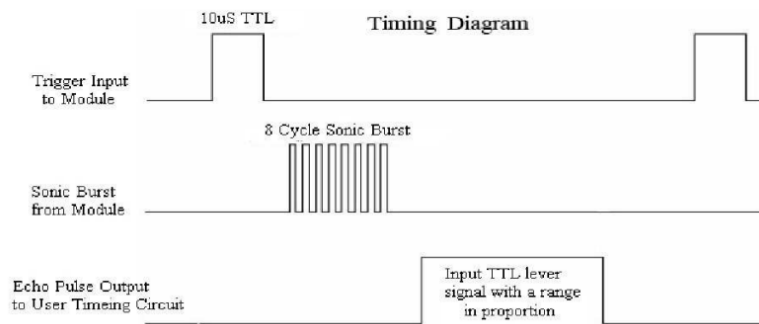 10uS TTL
Timing Diagram
Trigger Input
to Module
8 Cycle Sonic Burst
Sonic Burst
from Module
Echo Pulse Output
to User Timeing Circuit
Input TTL lever
signal with a range
in proportion